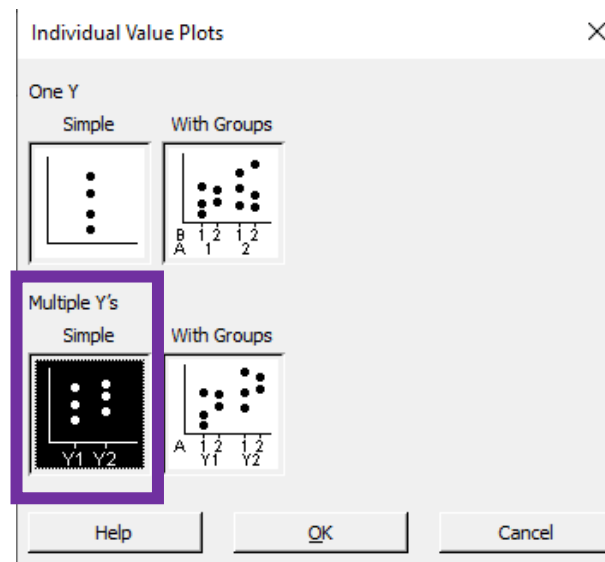 Individual Value Plots
One Y
Simple With Groups
B 1 2 1 2
A 1 2
Multiple Y's
Simple With Groups
Y1 Y2
A 1 2 1 2
Y1 Y2
Help OK Cancel